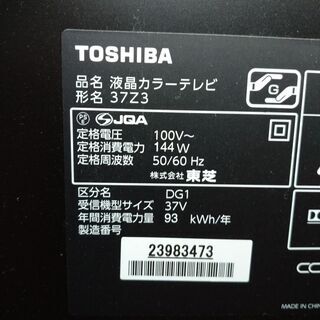 TOSHIBA
品名 液晶カラーテレビ
形名 37Z3
G
PS E JQA
定格電圧 100V~
定格消費電力 144W
定格周波数 50/60 Hz
株式会社 東芝
区分名 DG1
受信機型サイズ 37V
年間消費電力量 93 kWh/年
製造番号
23983473
MADE IN CHIN